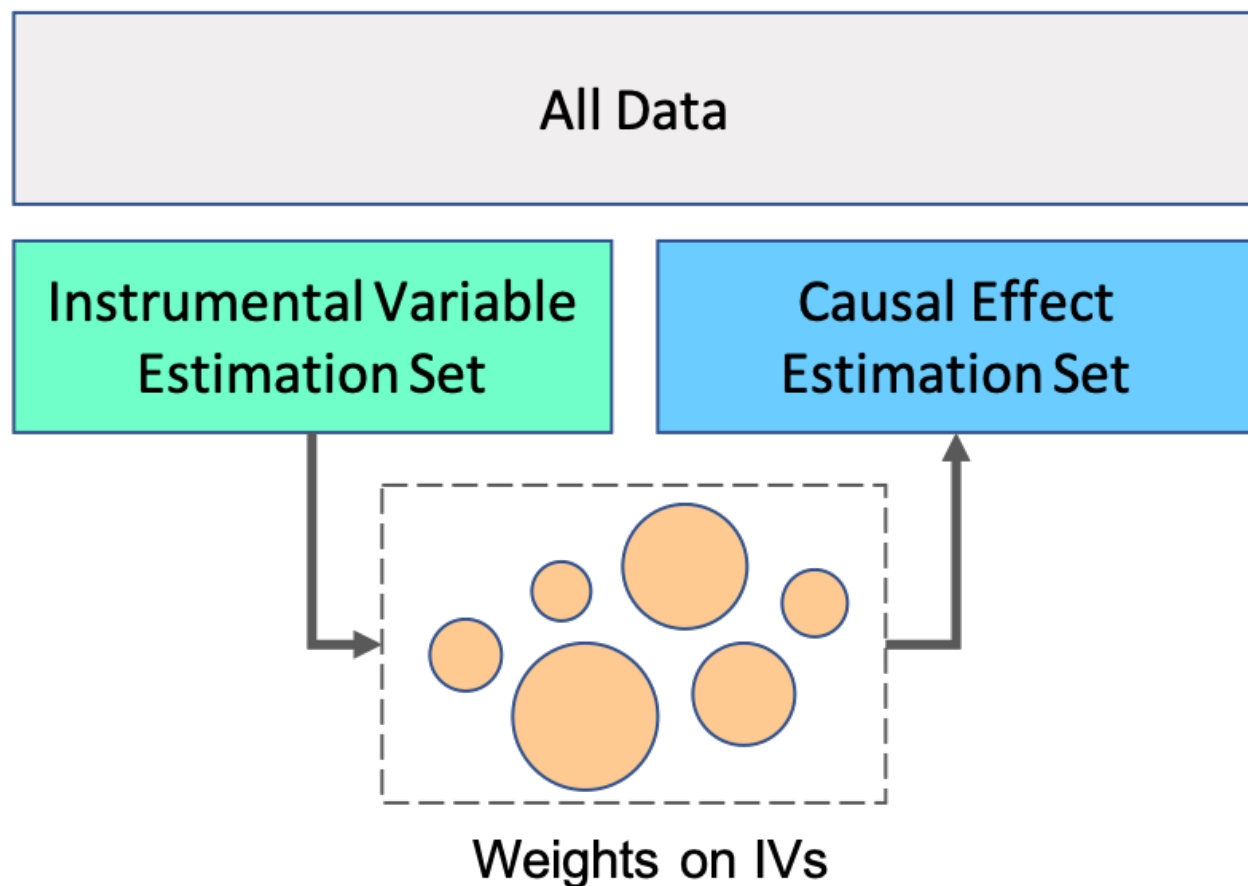 All Data
Instrumental Variable
Estimation Set
Causal Effect
Estimation Set
Weights on IVs